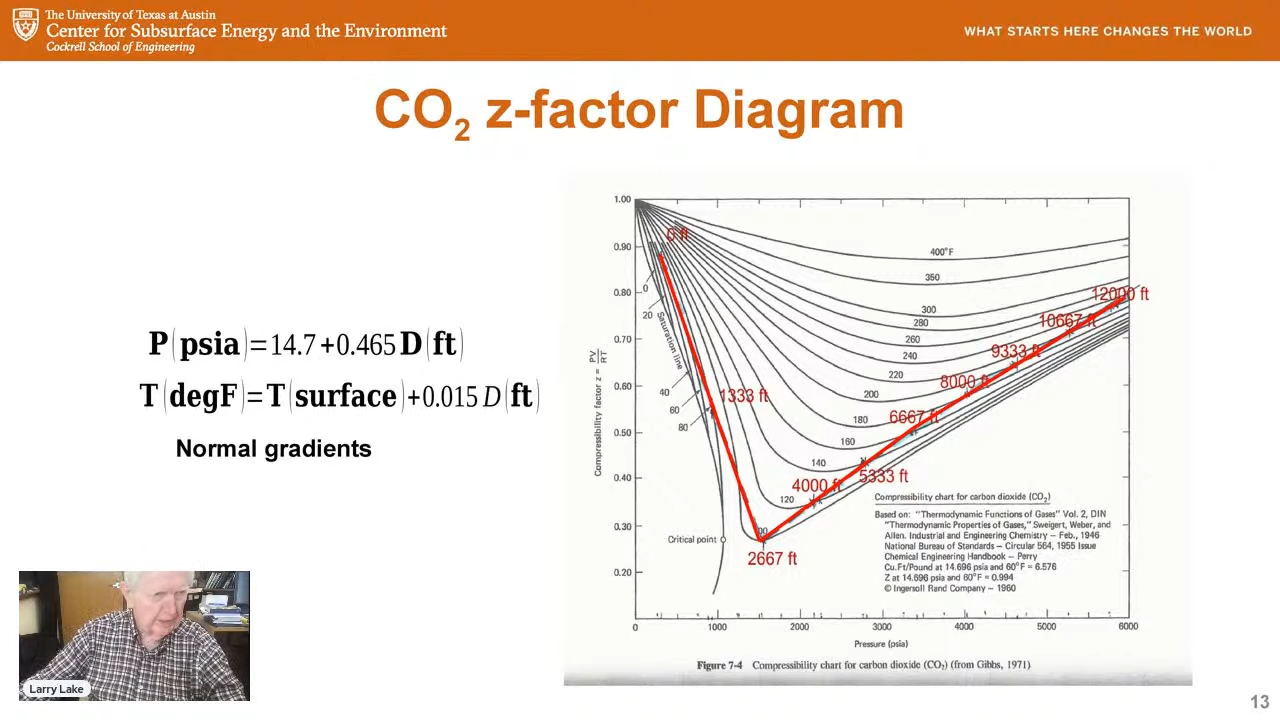 The University of Texas at Austin
Center for Subsurface Energy and the Environment
Cockrell School of Engineering
WHAT STARTS HERE CHANGES THE WORLD
CO2 z-factor Diagram
P(psia)=14.7+0.465 D(ft)
T(degF)=T(surface)+0.015 D(ft)
Normal gradients
1.00
0.90
0.80
0.70
0.60
0.50
0.40
0.30
0.20
Compressibility factor z = PV/RT
0 ft
0
20
Saturation line
40
60
80
400°F
350
300
280
260
240
220
200
180
160
140
120
12000 ft
10667 ft
9333 ft
8000 ft
6667 ft
5333 ft
4000 ft
1333 ft
2667 ft
Critical point
Compressibility chart for carbon dioxide (CO2)
Based on: "Thermodynamic Functions of Gases" Vol. 2, DIN
"Thermodynamic Properties of Gases," Sweigert, Weber, and
Allen. Industrial and Engineering Chemistry – Feb., 1946
National Bureau of Standards – Circular 564, 1955 Issue
Chemical Engineering Handbook – Perry
Cu.Ft/Pound at 14.696 psia and 60°F = 6.576
Z at 14.696 psia and 60°F = 0.994
© Ingersoll Rand Company – 1960
0 1000 2000 3000 4000 5000 6000
Pressure (psia)
Figure 7-4 Compressibility chart for carbon dioxide (CO2) (from Gibbs, 1971)
Larry Lake
13